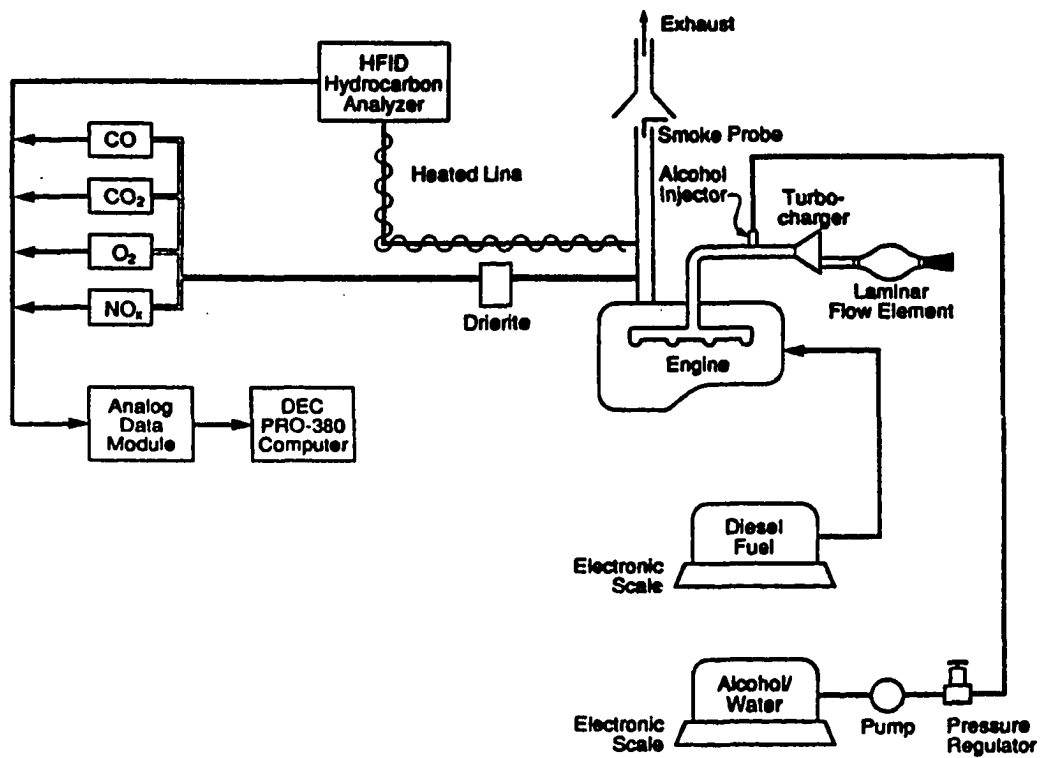 Exhaust
HFID
Hydrocarbon
Analyzer
Smoke Probe
CO
Heated Line
Alcohol
Injector
Turbo-
charger
CO₂
O₂
Laminar
Flow Element
NOₓ
Drierite
Engine
Analog
Data
Module
DEC
PRO-380
Computer
Diesel
Fuel
Electronic
Scale
Alcohol/
Water
Electronic
Scale
Pump
Pressure
Regulator